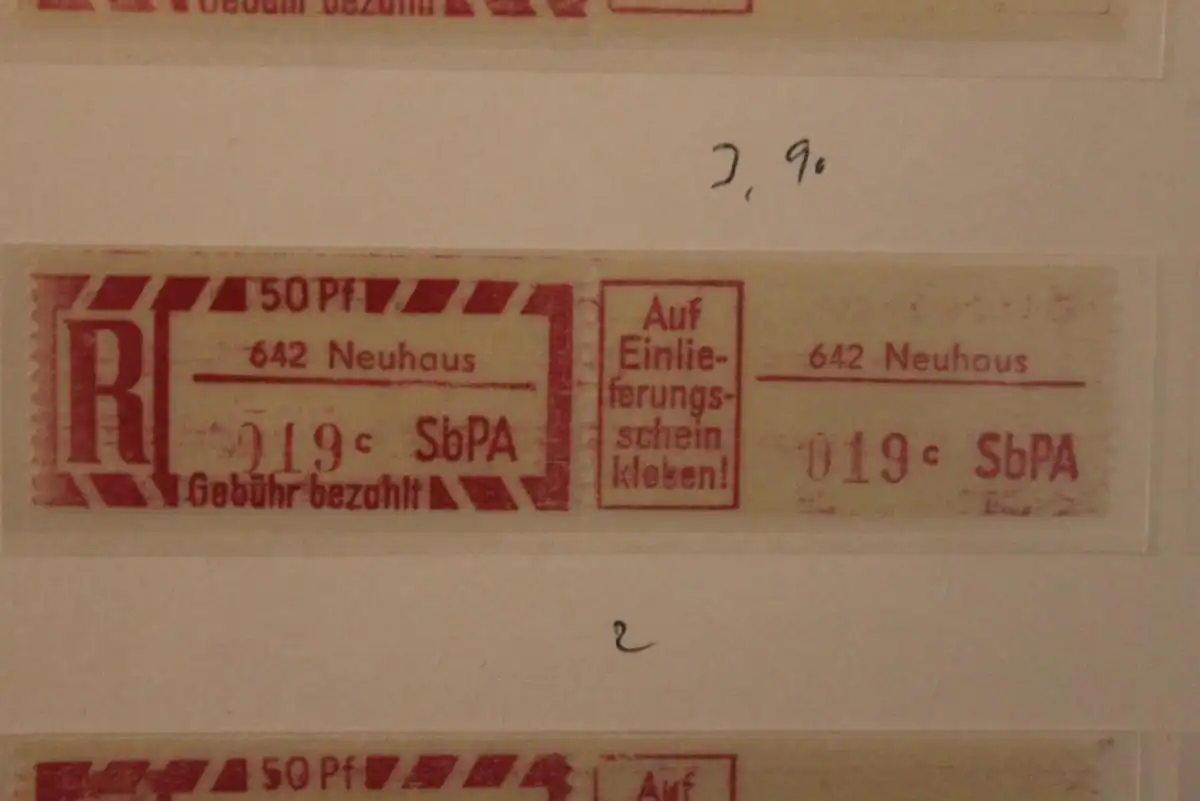 Gebühr bezahlt
50 Pf
642 Neuhaus
019 c SbPA
Gebühr bezahlt
R
Auf
Einlie-
ferungs-
schein
kleben!
642 Neuhaus
019 c SbPA
2
50 Pf
Auf